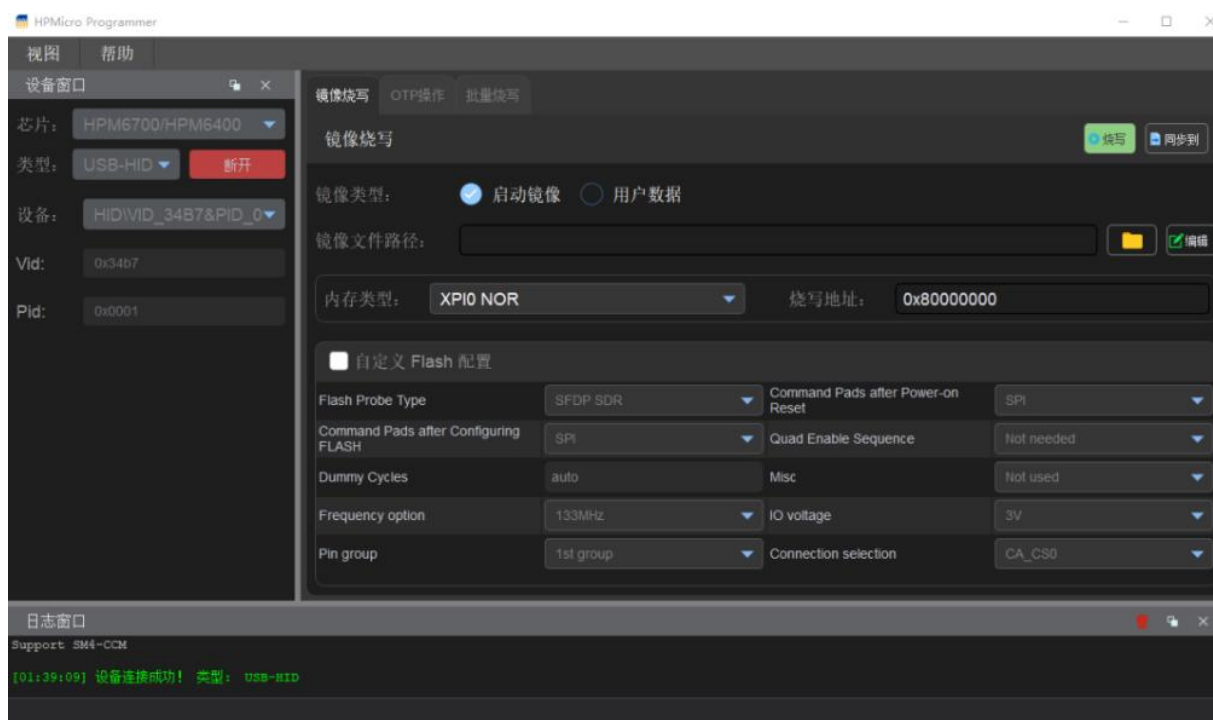 HPMicro Programmer
视图 帮助
设备窗口
芯片: HPM6700/HPM6400
类型: USB-HID 断开
设备: HID\VID_34B7&PID_0
Vid: 0x34b7
Pid: 0x0001
镜像烧写 OTP操作 批量烧写
镜像烧写 烧写 同步到
镜像类型: 启动镜像 用户数据
镜像文件路径: 编辑
内存类型: XPI0 NOR 烧写地址: 0x80000000
自定义 Flash 配置
Flash Probe Type SFDP SDR Command Pads after Power-on
Reset SPI
Command Pads after Configuring
FLASH SPI Quad Enable Sequence Not needed
Dummy Cycles auto Misc Not used
Frequency option 133MHz IO voltage 3V
Pin group 1st group Connection selection CA_CS0
日志窗口
Support SM4-CCM
[01:39:09] 设备连接成功! 类型: USB-HID